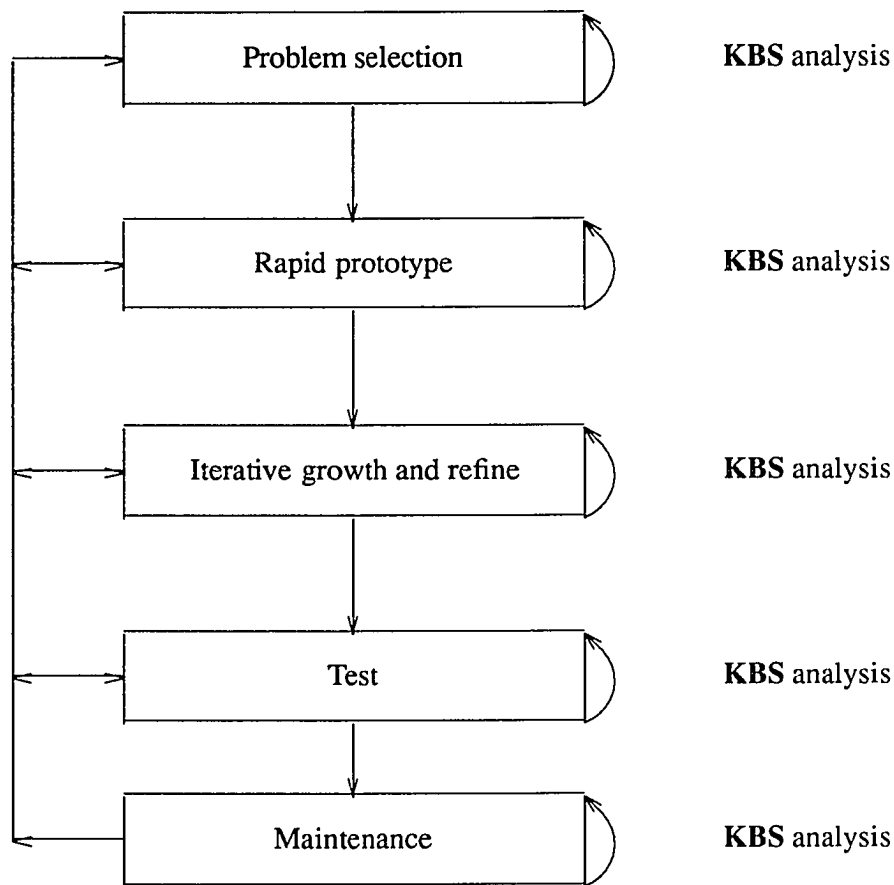 Problem selection KBS analysis
Rapid prototype KBS analysis
Iterative growth and refine KBS analysis
Test KBS analysis
Maintenance KBS analysis